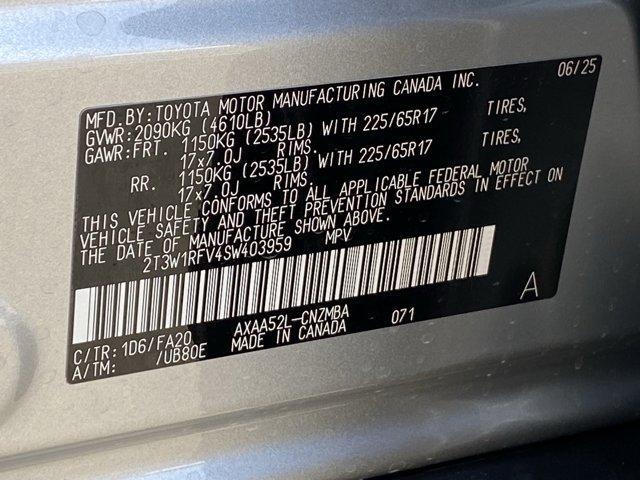 MFD.BY:TOYOTA MOTOR MANUFACTURING CANADA INC. 06/25
GVWR:2090KG (4610LB)
GAWR:FRT. 1150KG (2535LB) WITH 225/65R17 TIRES,
17x7.0J RIMS.
RR. 1150KG (2535LB) WITH 225/65R17 TIRES,
17x7.0J RIMS.
THIS VEHICLE CONFORMS TO ALL APPLICABLE FEDERAL MOTOR
VEHICLE SAFETY AND THEFT PREVENTION STANDARDS IN EFFECT ON
THE DATE OF MANUFACTURE SHOWN ABOVE.
2T3W1RFV4SW403959 MPV
A
C/TR:1D6/FA20 AXAA52L-CNZMBA 071
A/TM: /UB80E MADE IN CANADA